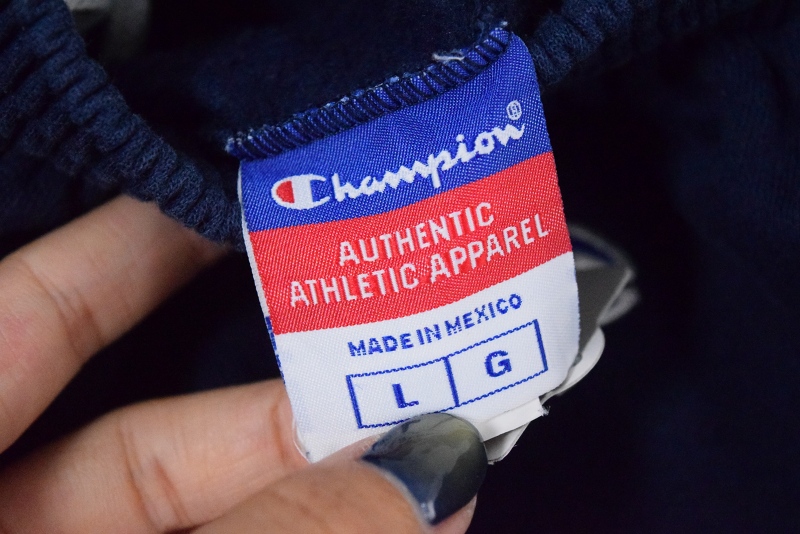 Champion®
AUTHENTIC
ATHLETIC APPAREL
MADE IN MEXICO
L G